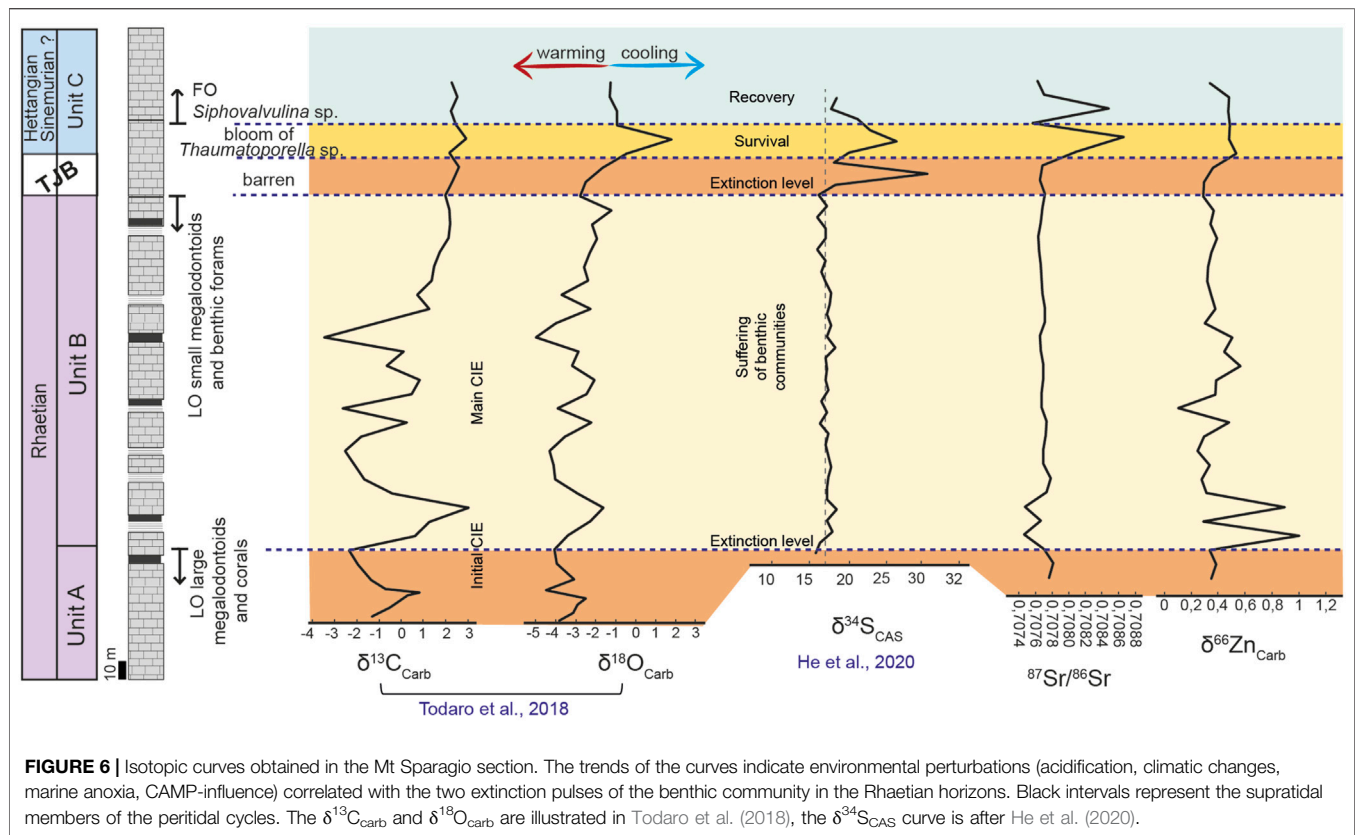 warming cooling
Hettangian
Sinemurian ?
Unit C
FO
Siphovalvulina sp.
bloom of
Thaumatoporella sp.
barren
TJB
Rhaetian
Unit B
Unit A
LO small megalodontoids
and benthic forams
LO large
megalodontoids
and corals
10 m
Recovery
Survival
Extinction level
Suffering
of benthic
communities
Main CIE
Initial CIE
Extinction level
-4 -3 -2 -1 0 1 2 3
δ13CCarb
-5 -4 -3 -2 -1 0 1 2 3
δ18OCarb
Todaro et al., 2018
10 15 20 25 30 32
δ34SCAS
He et al., 2020
0,7074 0,7076 0,7078 0,7080 0,7082 0,7084 0,7086 0,7088
87Sr/86Sr
0 0,2 0,4 0,6 0,8 1 1,2
δ66ZnCarb
FIGURE 6 | Isotopic curves obtained in the Mt Sparagio section. The trends of the curves indicate environmental perturbations (acidification, climatic changes,
marine anoxia, CAMP-influence) correlated with the two extinction pulses of the benthic community in the Rhaetian horizons. Black intervals represent the supratidal
members of the peritidal cycles. The δ13Ccarb and δ18Ocarb are illustrated in Todaro et al. (2018), the δ34SCAS curve is after He et al. (2020).